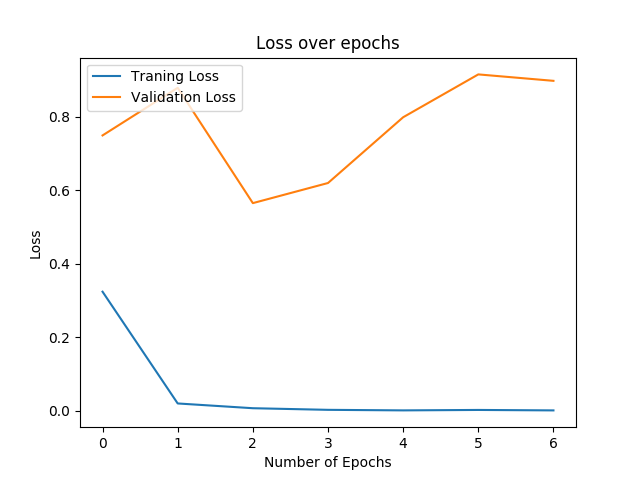 Loss over epochs
Traning Loss
Validation Loss
0.8
0.6
0.4
0.2
0.0
Loss
0 1 2 3 4 5 6
Number of Epochs